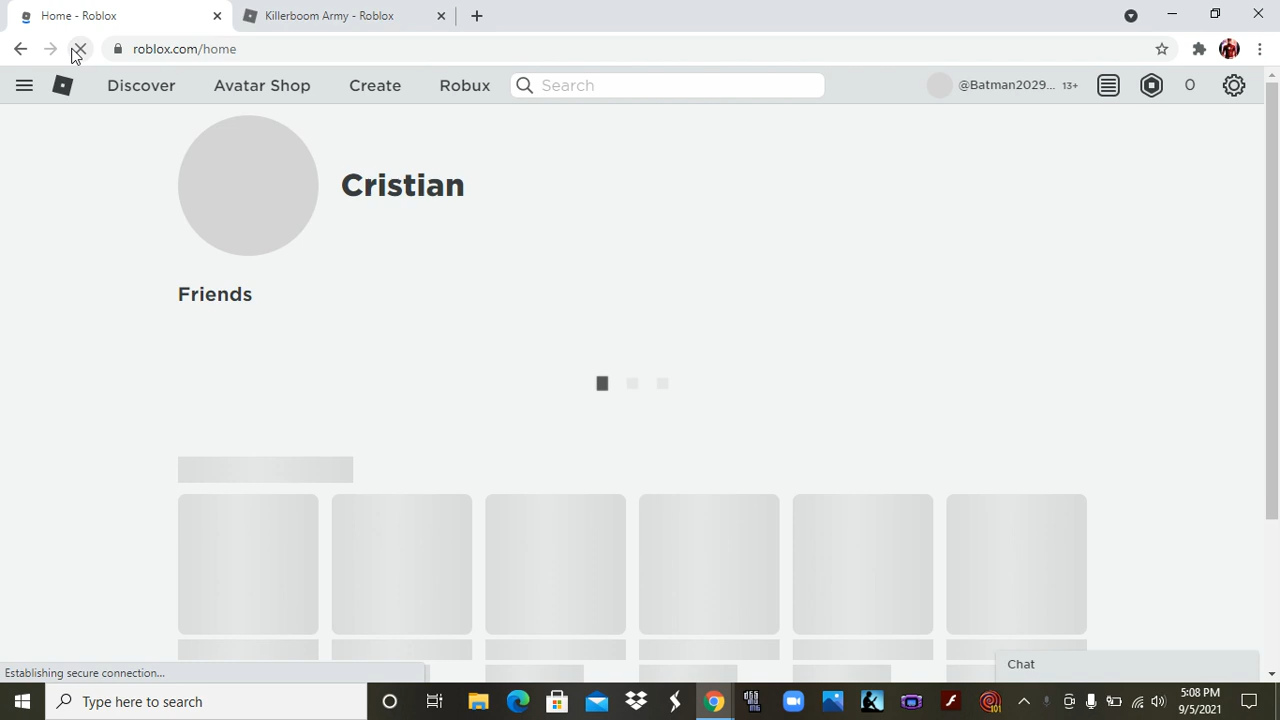 Home - Roblox
Killerboom Army - Roblox
roblox.com/home
Discover
Avatar Shop
Create
Robux
Search
@Batman2029... 13+
0
Cristian
Friends
Establishing secure connection...
Chat
Type here to search
101
5:08 PM
9/5/2021